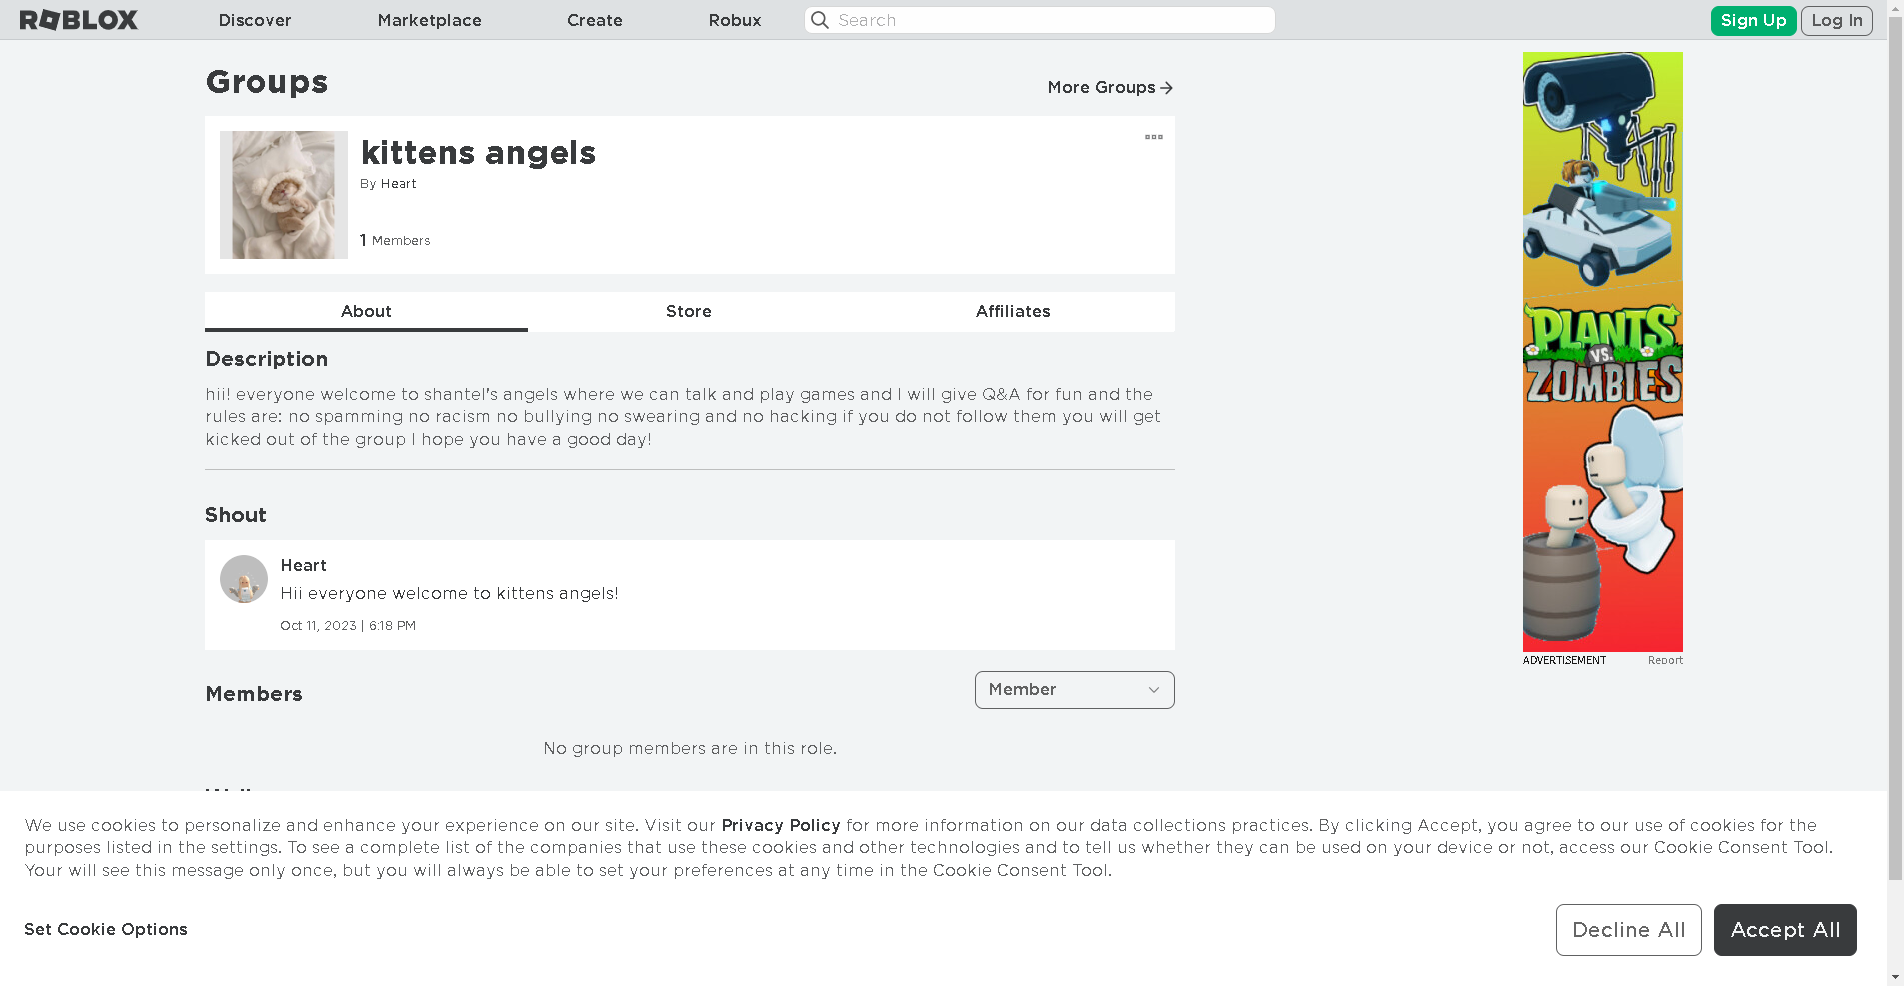 ROBLOX
Discover
Marketplace
Create
Robux
Search
Sign Up
Log In
Groups
More Groups
kittens angels
By Heart
1 Members
About
Store
Affiliates
Description
hii! everyone welcome to shantel's angels where we can talk and play games and I will give Q&A for fun and the
rules are: no spamming no racism no bullying no swearing and no hacking if you do not follow them you will get
kicked out of the group I hope you have a good day!
Shout
Heart
Hii everyone welcome to kittens angels!
Oct 11, 2023 | 6:18 PM
Members
Member
No group members are in this role.
PLANTS
VS.
ZOMBIES
ADVERTISEMENT
Report
We use cookies to personalize and enhance your experience on our site. Visit our Privacy Policy for more information on our data collections practices. By clicking Accept, you agree to our use of cookies for the
purposes listed in the settings. To see a complete list of the companies that use these cookies and other technologies and to tell us whether they can be used on your device or not, access our Cookie Consent Tool.
Your will see this message only once, but you will always be able to set your preferences at any time in the Cookie Consent Tool.
Set Cookie Options
Decline All
Accept All